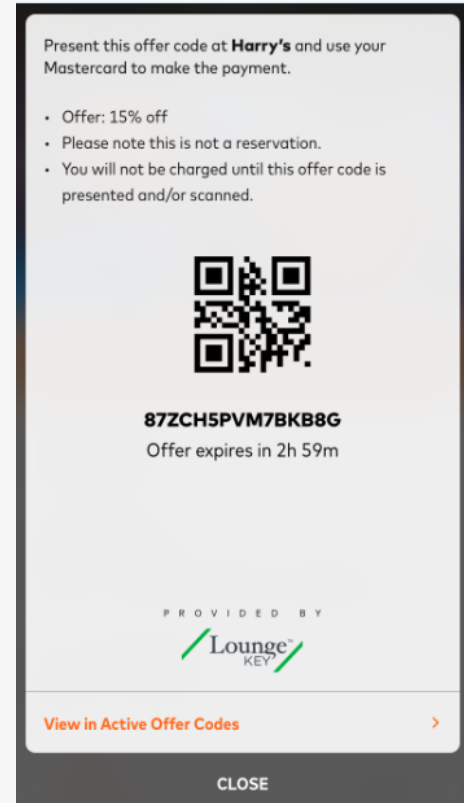 Present this offer code at Harry's and use your
Mastercard to make the payment.
• Offer: 15% off
• Please note this is not a reservation.
• You will not be charged until this offer code is
presented and/or scanned.
87ZCH5PVM7BKB8G
Offer expires in 2h 59m
PROVIDED BY
Lounge™
KEY
View in Active Offer Codes >
CLOSE